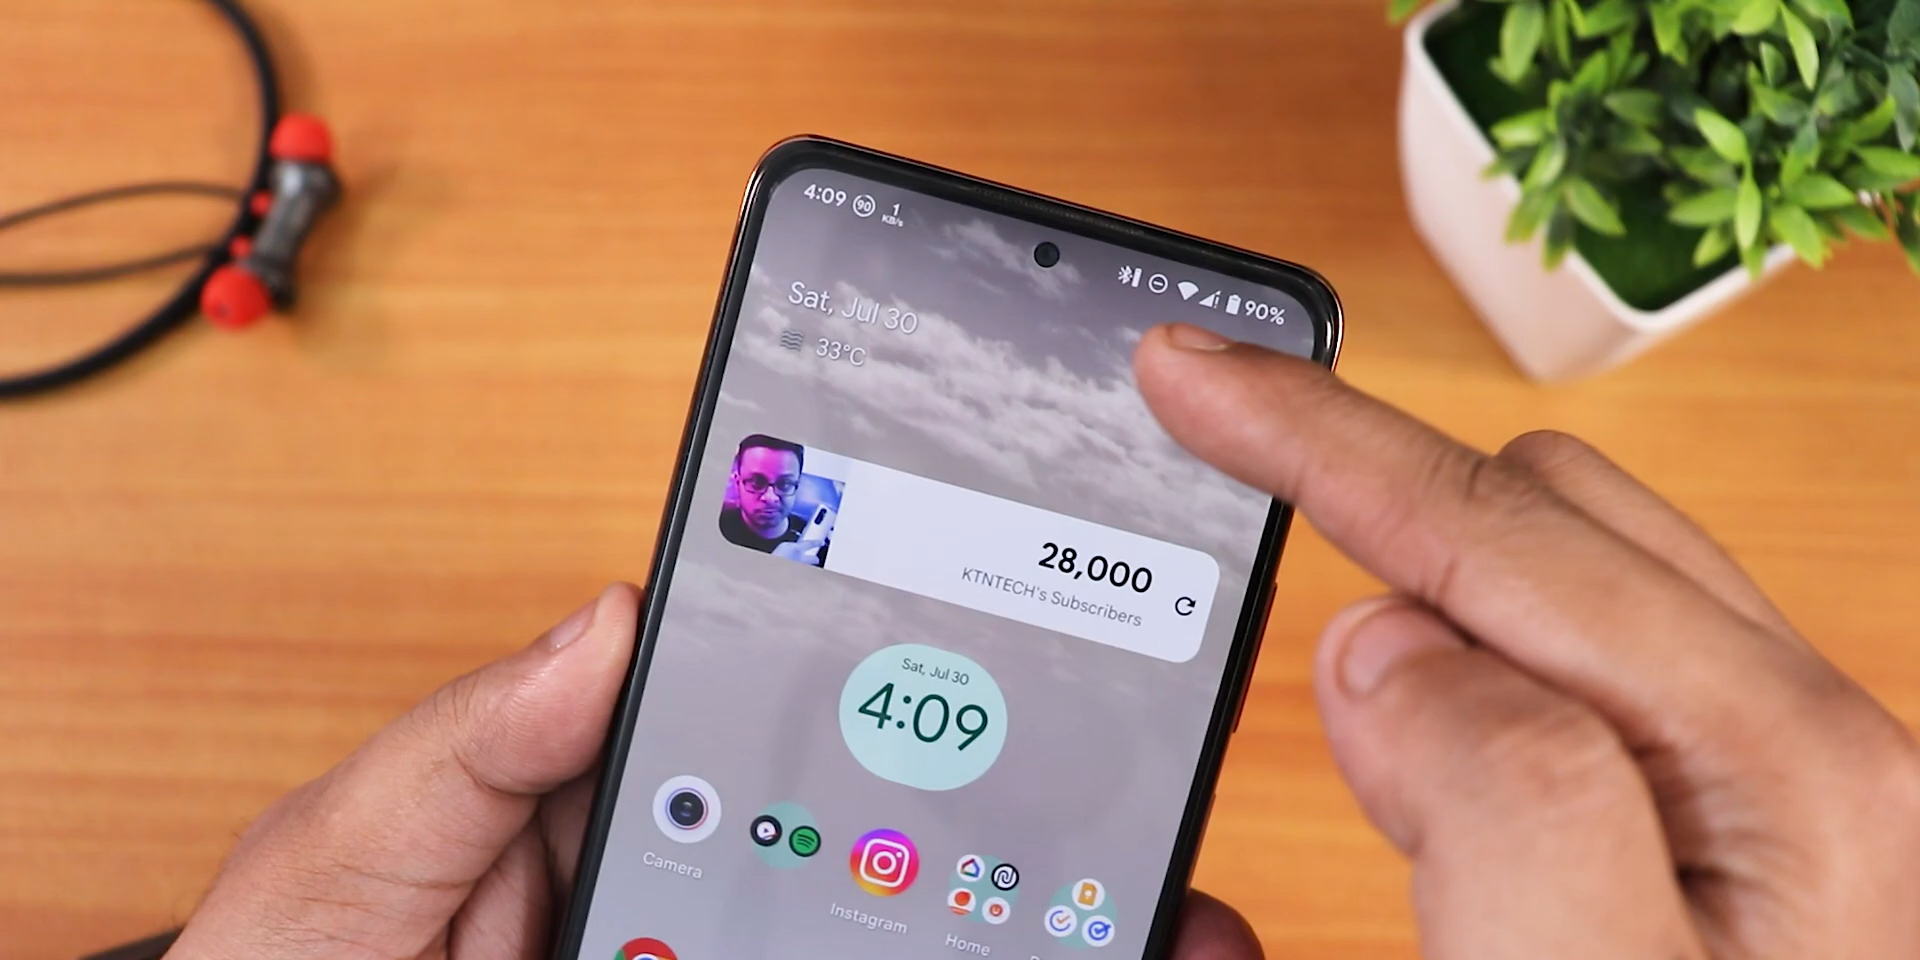 4:09 90 1 KB/s
90%
Sat, Jul 30
33°C
28,000
KTNTECH's Subscribers
Sat, Jul 30
4:09
Camera
Instagram
Home